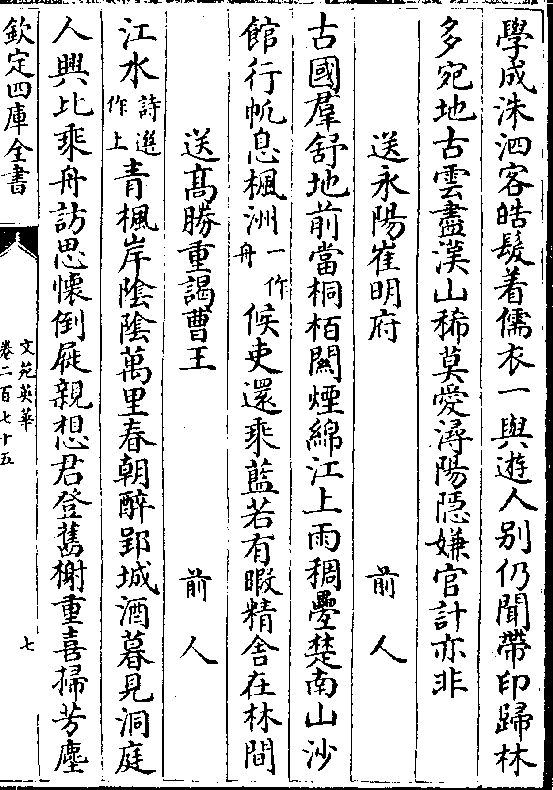 學成洙泗客皓髮着儒衣一與遊人别仍聞帶印歸林
多宛地古雲盡漢山稀莫愛潯陽隱嫌官計亦非
送永陽崔明府　前人
古國羣舒地前當桐栢闗煙綿江上雨稠疊楚南山沙
館行帆息楓洲一作舟候吏還乘藍若有暇精舍在林間
送髙勝重謁曹王　前人
江水詩選作上青楓岸陰陰萬里春朝醉郢城酒暮見洞庭
人興比乘舟訪思懷倒屣親想君登舊榭重喜掃芳塵
欽定四庫全書
文苑英華
卷二百七十五
七